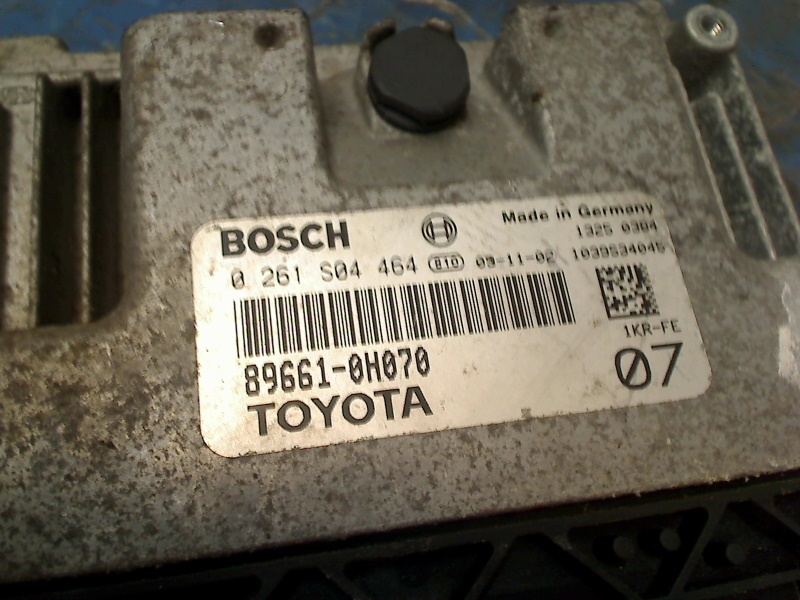 BOSCH
Made in Germany
1325 0304
0 261 S04 464 810 09-11-02 1039S34045
89661-0H070
1KR-FE
07
TOYOTA